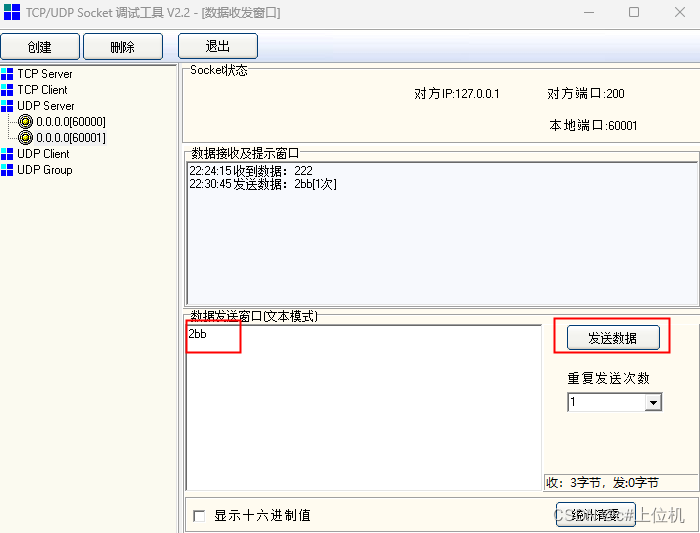 TCP/UDP Socket 调试工具 V2.2 - [数据收发窗口]
创建 删除 退出
TCP Server
TCP Client
UDP Server
0.0.0.0[60000]
0.0.0.0[60001]
UDP Client
UDP Group
Socket状态
对方IP:127.0.0.1 对方端口:200
本地端口:60001
数据接收及提示窗口
22:24:15收到数据：222
22:30:45发送数据：2bb[1次]
数据发送窗口(文本模式)
2bb
发送数据
重复发送次数
1
收：3字节，发:0字节
显示十六进制值
统计清零